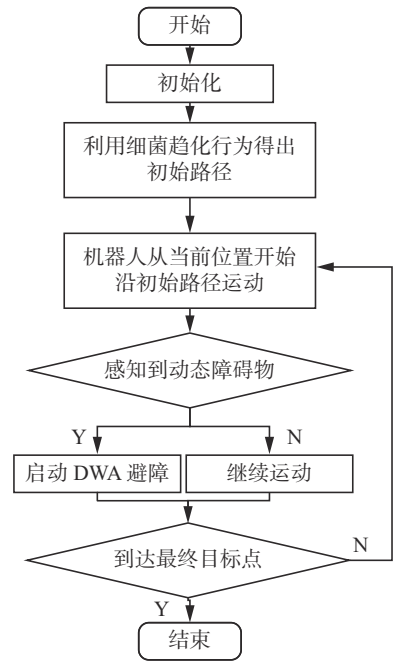 开始
初始化
利用细菌趋化行为得出
初始路径
机器人从当前位置开始
沿初始路径运动
感知到动态障碍物
Y
N
启动 DWA 避障
继续运动
到达最终目标点
N
Y
结束